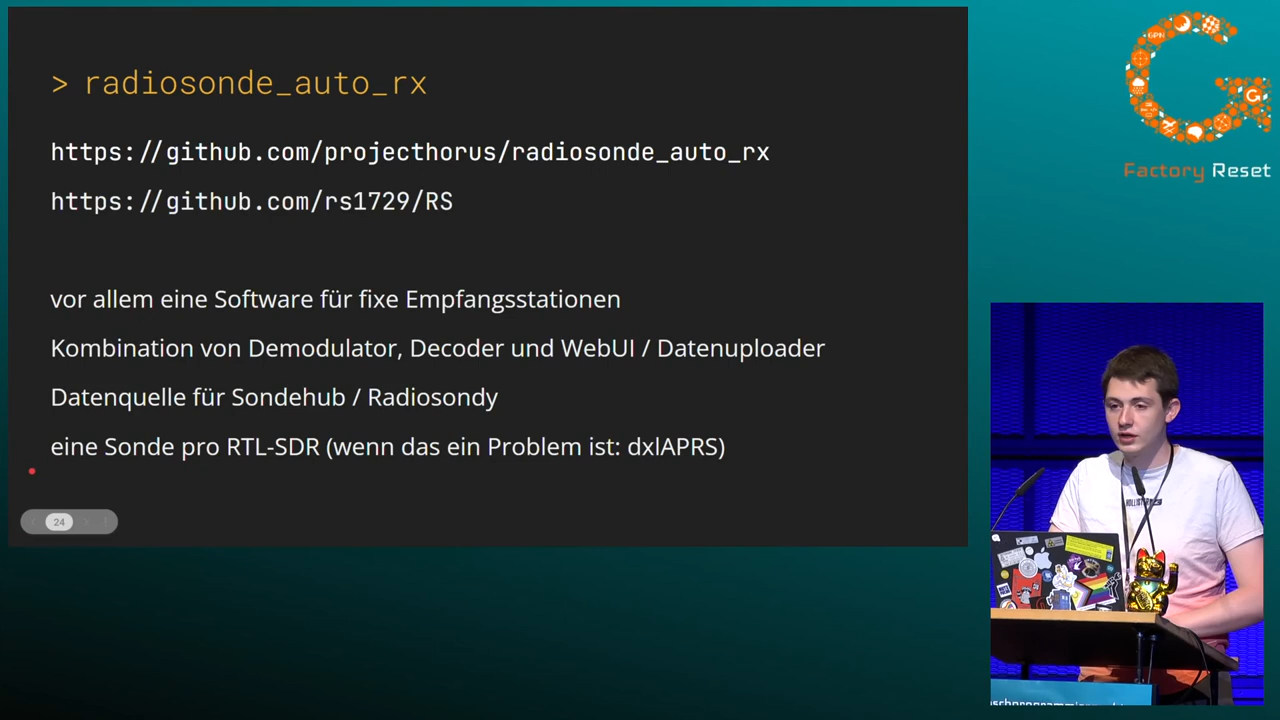 > radiosonde_auto_rx
https://github.com/projecthorus/radiosonde_auto_rx
https://github.com/rs1729/RS
vor allem eine Software für fixe Empfangsstationen
Kombination von Demodulator, Decoder und WebUI / Datenuploader
Datenquelle für Sondehub / Radiosondy
eine Sonde pro RTL-SDR (wenn das ein Problem ist: dxlAPRS)
24
GPN
Factory Reset
HOLLISTER